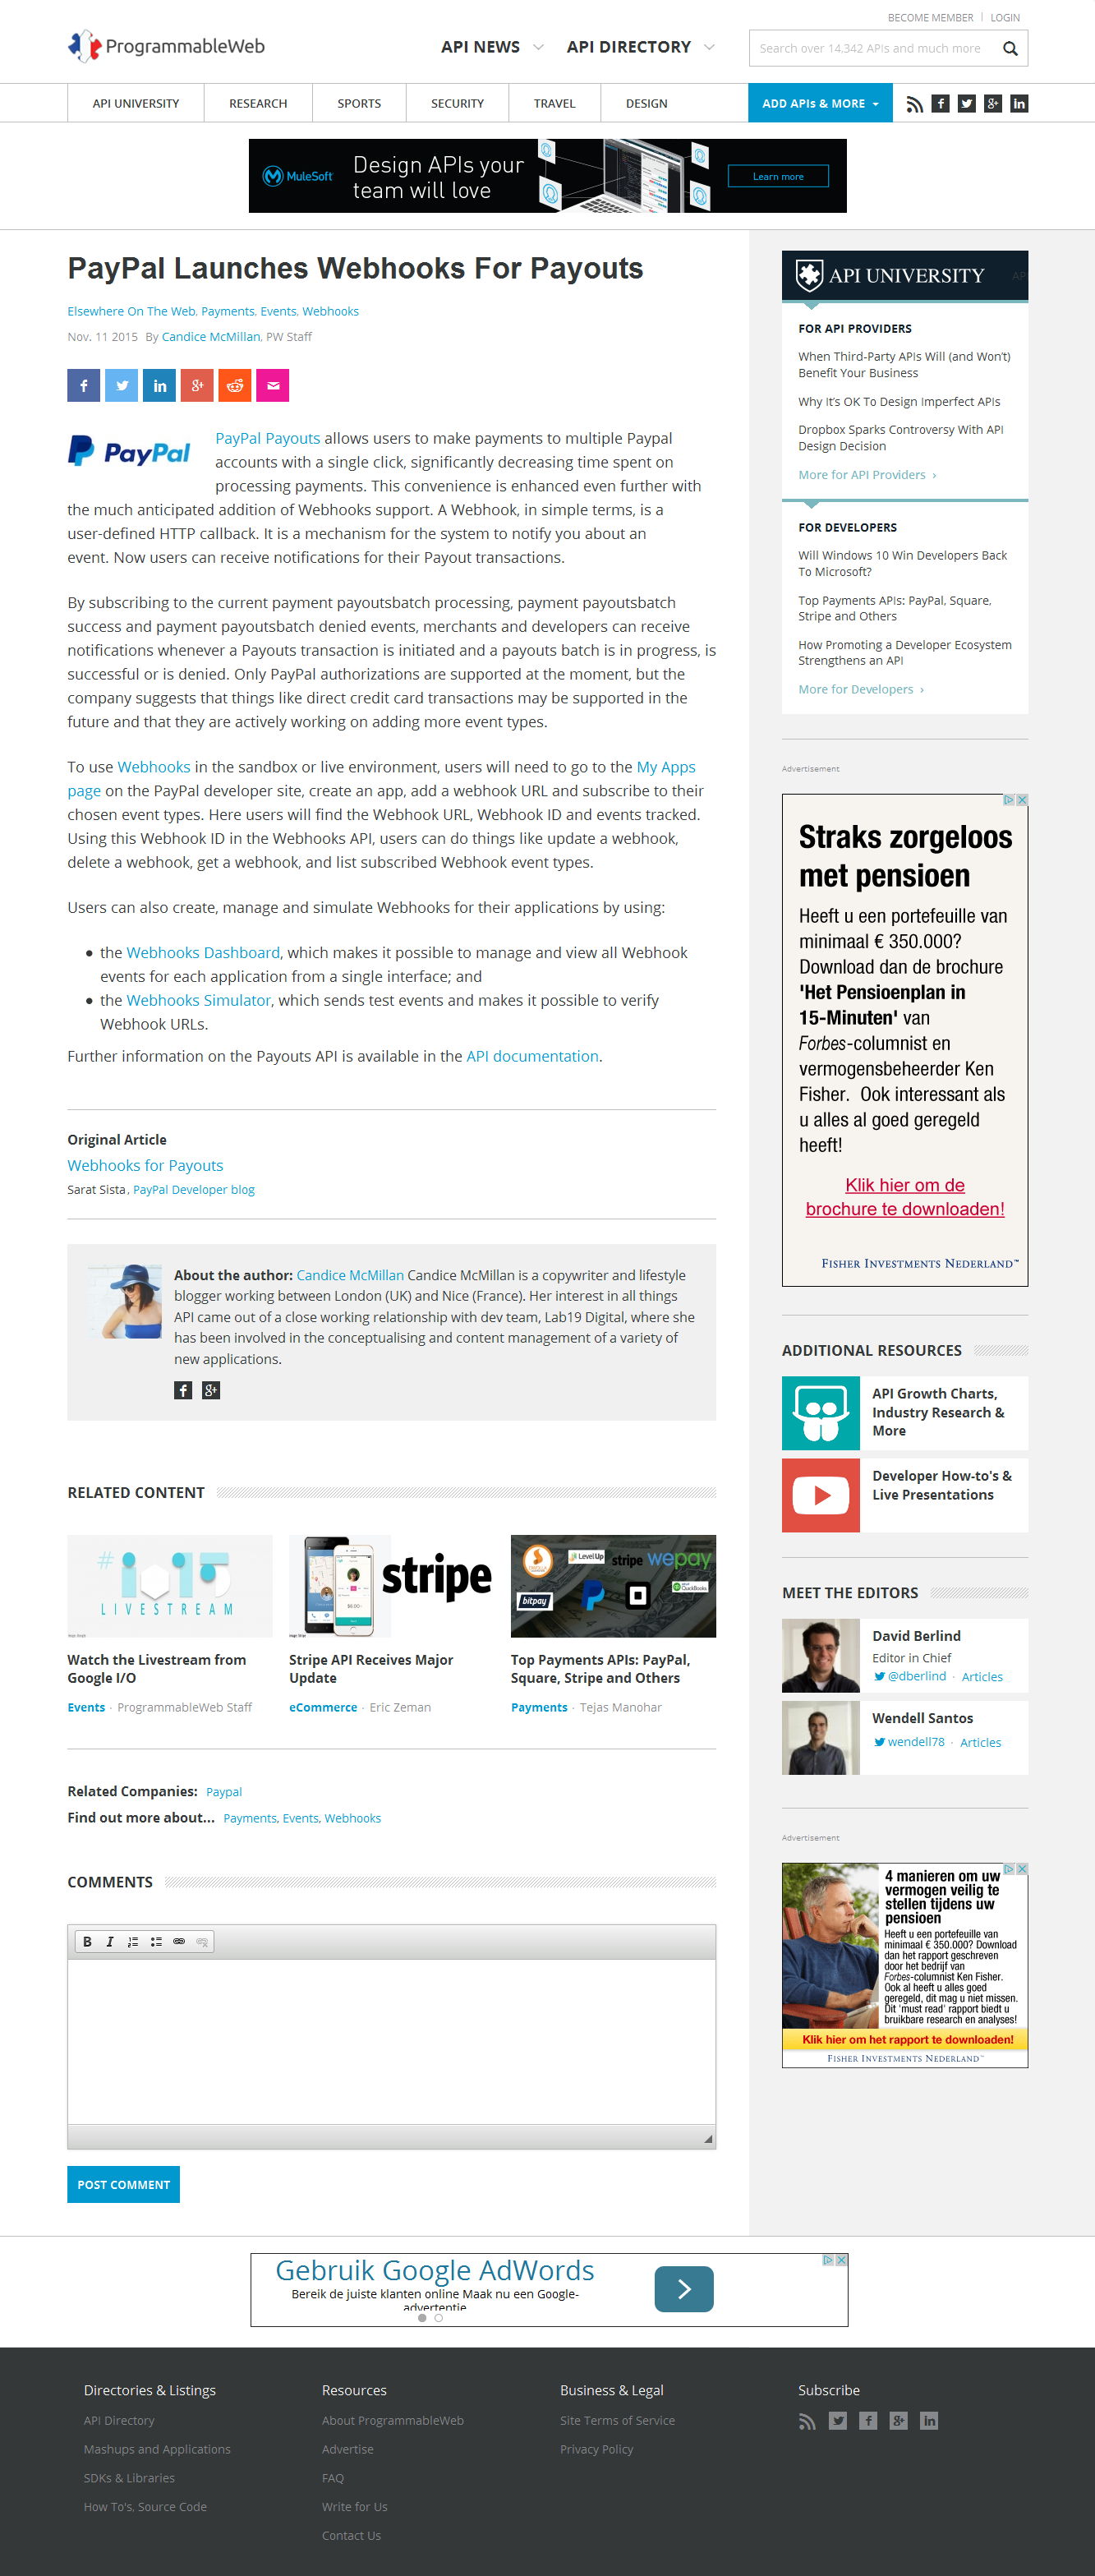 BECOME MEMBER | LOGIN
ProgrammableWeb
API NEWS
API DIRECTORY
Search over 14,342 APIs and much more
API UNIVERSITY
RESEARCH
SPORTS
SECURITY
TRAVEL
DESIGN
ADD APIs & MORE
MuleSoft
Design APIs your
team will love
Learn more
PayPal Launches Webhooks For Payouts
Elsewhere On The Web, Payments, Events, Webhooks
Nov. 11 2015 By Candice McMillan, PW Staff
PayPal
PayPal Payouts allows users to make payments to multiple Paypal
accounts with a single click, significantly decreasing time spent on
processing payments. This convenience is enhanced even further with
the much anticipated addition of Webhooks support. A Webhook, in simple terms, is a
user-defined HTTP callback. It is a mechanism for the system to notify you about an
event. Now users can receive notifications for their Payout transactions.
By subscribing to the current payment payoutsbatch processing, payment payoutsbatch
success and payment payoutsbatch denied events, merchants and developers can receive
notifications whenever a Payouts transaction is initiated and a payouts batch is in progress, is
successful or is denied. Only PayPal authorizations are supported at the moment, but the
company suggests that things like direct credit card transactions may be supported in the
future and that they are actively working on adding more event types.
To use Webhooks in the sandbox or live environment, users will need to go to the My Apps
page on the PayPal developer site, create an app, add a webhook URL and subscribe to their
chosen event types. Here users will find the Webhook URL, Webhook ID and events tracked.
Using this Webhook ID in the Webhooks API, users can do things like update a webhook,
delete a webhook, get a webhook, and list subscribed Webhook event types.
Users can also create, manage and simulate Webhooks for their applications by using:
• the Webhooks Dashboard, which makes it possible to manage and view all Webhook
events for each application from a single interface; and
• the Webhooks Simulator, which sends test events and makes it possible to verify
Webhook URLs.
Further information on the Payouts API is available in the API documentation.
Original Article
Webhooks for Payouts
Sarat Sista, PayPal Developer blog
About the author: Candice McMillan Candice McMillan is a copywriter and lifestyle
blogger working between London (UK) and Nice (France). Her interest in all things
API came out of a close working relationship with dev team, Lab19 Digital, where she
has been involved in the conceptualising and content management of a variety of
new applications.
RELATED CONTENT
#io15
LIVESTREAM
Watch the Livestream from
Google I/O
Events · ProgrammableWeb Staff
stripe
Stripe API Receives Major
Update
eCommerce · Eric Zeman
LevelUp
stripe
wepay
bitpay
QuickBooks
Top Payments APIs: PayPal,
Square, Stripe and Others
Payments · Tejas Manohar
Related Companies: Paypal
Find out more about... Payments, Events, Webhooks
COMMENTS
B I
POST COMMENT
API UNIVERSITY
API
FOR API PROVIDERS
When Third-Party APIs Will (and Won't)
Benefit Your Business
Why It's OK To Design Imperfect APIs
Dropbox Sparks Controversy With API
Design Decision
More for API Providers ›
FOR DEVELOPERS
Will Windows 10 Win Developers Back
To Microsoft?
Top Payments APIs: PayPal, Square,
Stripe and Others
How Promoting a Developer Ecosystem
Strengthens an API
More for Developers ›
Advertisement
Straks zorgeloos
met pensioen
Heeft u een portefeuille van
minimaal € 350.000?
Download dan de brochure
'Het Pensioenplan in
15-Minuten' van
Forbes-columnist en
vermogensbeheerder Ken
Fisher. Ook interessant als
u alles al goed geregeld
heeft!
Klik hier om de
brochure te downloaden!
FISHER INVESTMENTS NEDERLAND™
ADDITIONAL RESOURCES
API Growth Charts,
Industry Research &
More
Developer How-to's &
Live Presentations
MEET THE EDITORS
David Berlind
Editor in Chief
@dberlind · Articles
Wendell Santos
wendell78 · Articles
Advertisement
4 manieren om uw
vermogen veilig te
stellen tijdens uw
pensioen
Heeft u een portefeuille van
minimaal € 350.000? Download
dan het rapport geschreven
door het bedrijf van
Forbes-columnist Ken Fisher.
Ook al heeft u alles goed
geregeld, dit mag u niet missen.
Dit 'must read' rapport biedt u
bruikbare research en analyses!
Klik hier om het rapport te downloaden!
FISHER INVESTMENTS NEDERLAND™
Gebruik Google AdWords
Bereik de juiste klanten online Maak nu een Google-
advertentie
Directories & Listings
API Directory
Mashups and Applications
SDKs & Libraries
How To's, Source Code
Resources
About ProgrammableWeb
Advertise
FAQ
Write for Us
Contact Us
Business & Legal
Site Terms of Service
Privacy Policy
Subscribe